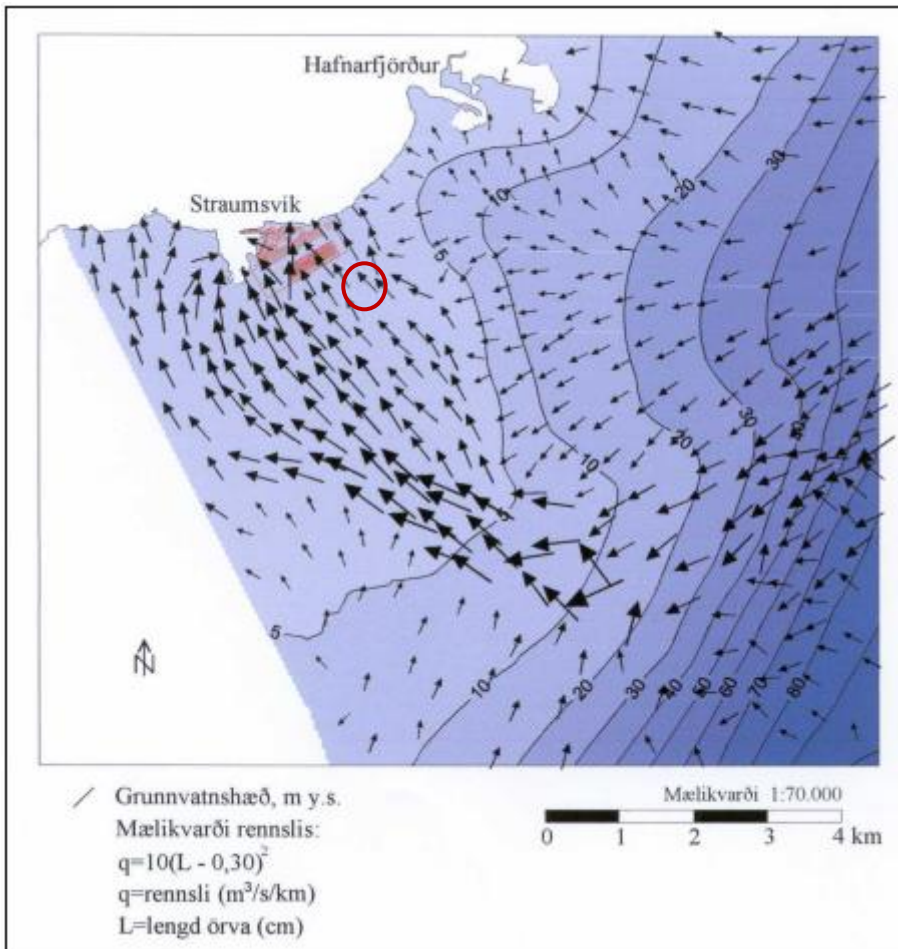 Hafnarfjörður
Straumsvik
30
20
10
5
30
20
10
5
5
10
20
30
40
50
60
70
80
N
Grunnvatnshæð, m y.s.
Mælikvarði rennslis:
q=10(L - 0,30)²
q=rennsli (m³/s/km)
L=lengd örva (cm)
Mælikvarði 1:70.000
0 1 2 3 4 km